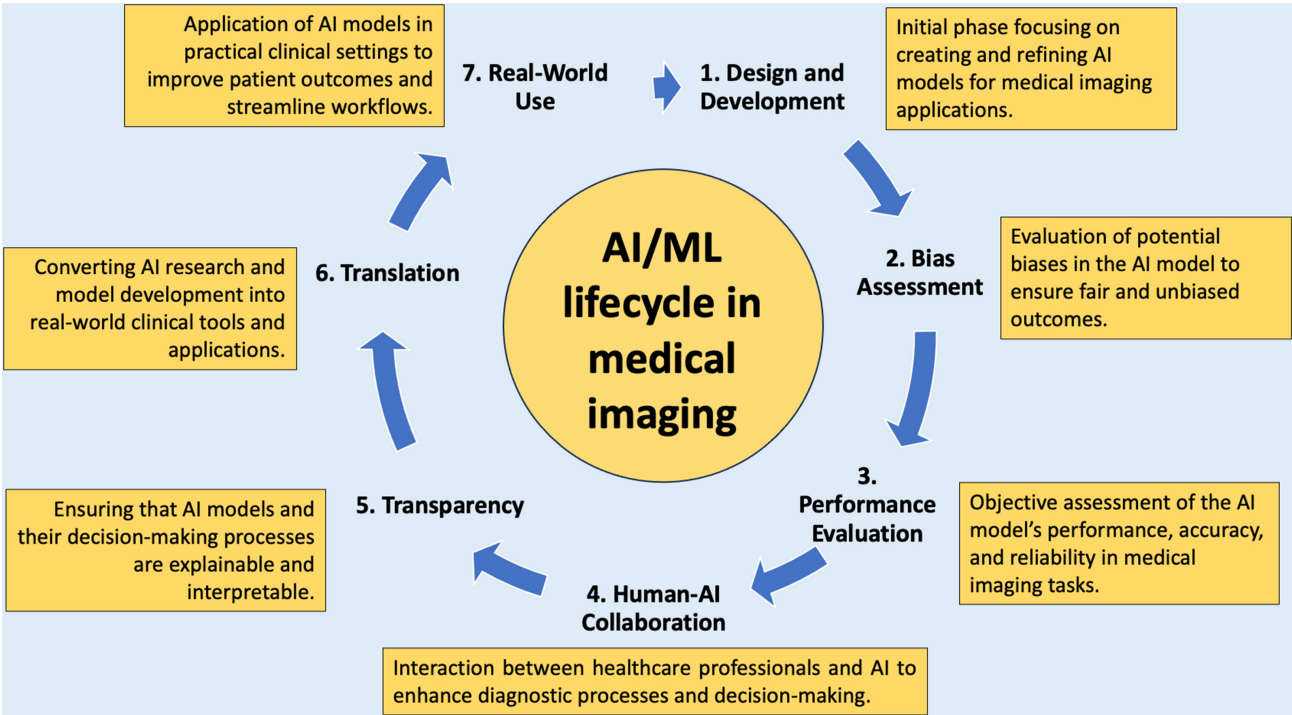 Application of AI models in
practical clinical settings to
improve patient outcomes and
streamline workflows.
7. Real-World
Use
1. Design and
Development
Initial phase focusing on
creating and refining AI
models for medical imaging
applications.
AI/ML
lifecycle in
medical
imaging
2. Bias
Assessment
Evaluation of potential
biases in the AI model to
ensure fair and unbiased
outcomes.
3.
Performance
Evaluation
Objective assessment of the AI
model’s performance, accuracy,
and reliability in medical
imaging tasks.
4. Human-AI
Collaboration
Interaction between healthcare professionals and AI to
enhance diagnostic processes and decision-making.
5. Transparency
Ensuring that AI models and
their decision-making processes
are explainable and
interpretable.
6. Translation
Converting AI research and
model development into
real-world clinical tools and
applications.